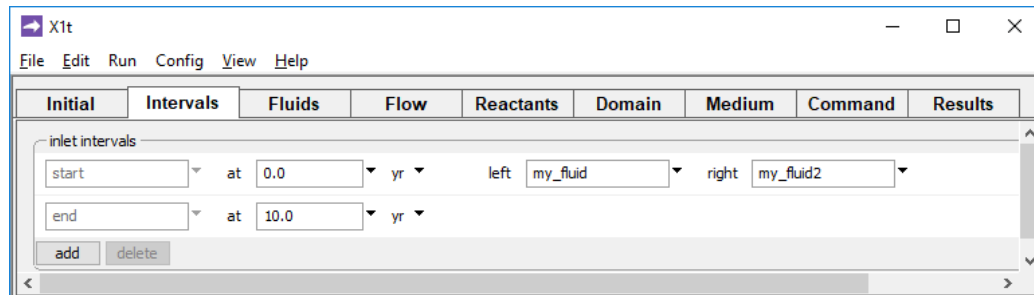 X1t
File Edit Run Config View Help
Initial Intervals Fluids Flow Reactants Domain Medium Command Results
inlet intervals
start at 0.0 yr left my_fluid right my_fluid2
end at 10.0 yr
add delete